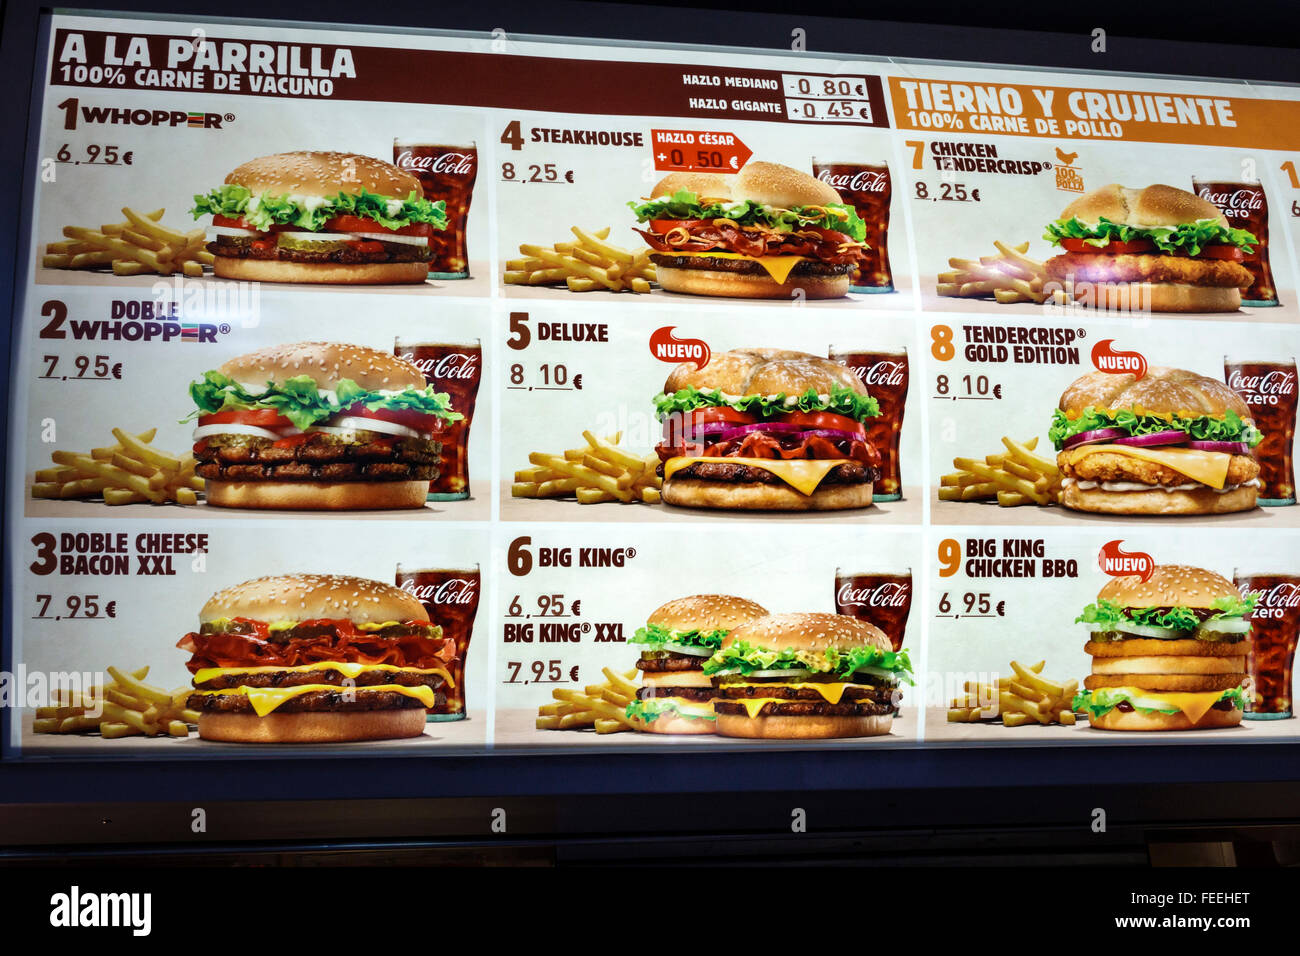 A LA PARRILLA
100% CARNE DE VACUNO
HAZLO MEDIANO -0,80€
HAZLO GIGANTE +0,45€
TIERNO Y CRUJIENTE
100% CARNE DE POLLO
1 WHOPPER®
6,95€
Coca-Cola
4 STEAKHOUSE
8,25€
HAZLO CÉSAR
+0,50€
Coca-Cola
7 CHICKEN
TENDERCRISP®
8,25€
100%
POLLO
Coca-Cola
zero
1
6
2 DOBLE
WHOPPER®
7,95€
Coca-Cola
5 DELUXE
8,10€
NUEVO
Coca-Cola
8 TENDERCRISP®
GOLD EDITION
8,10€
NUEVO
Coca-Cola
zero
3 DOBLE CHEESE
BACON XXL
7,95€
Coca-Cola
6 BIG KING®
6,95€
BIG KING® XXL
7,95€
Coca-Cola
9 BIG KING
CHICKEN BBQ
6,95€
NUEVO
Coca-Cola
zero
alamy
Image ID: FEEHET
www.alamy.com